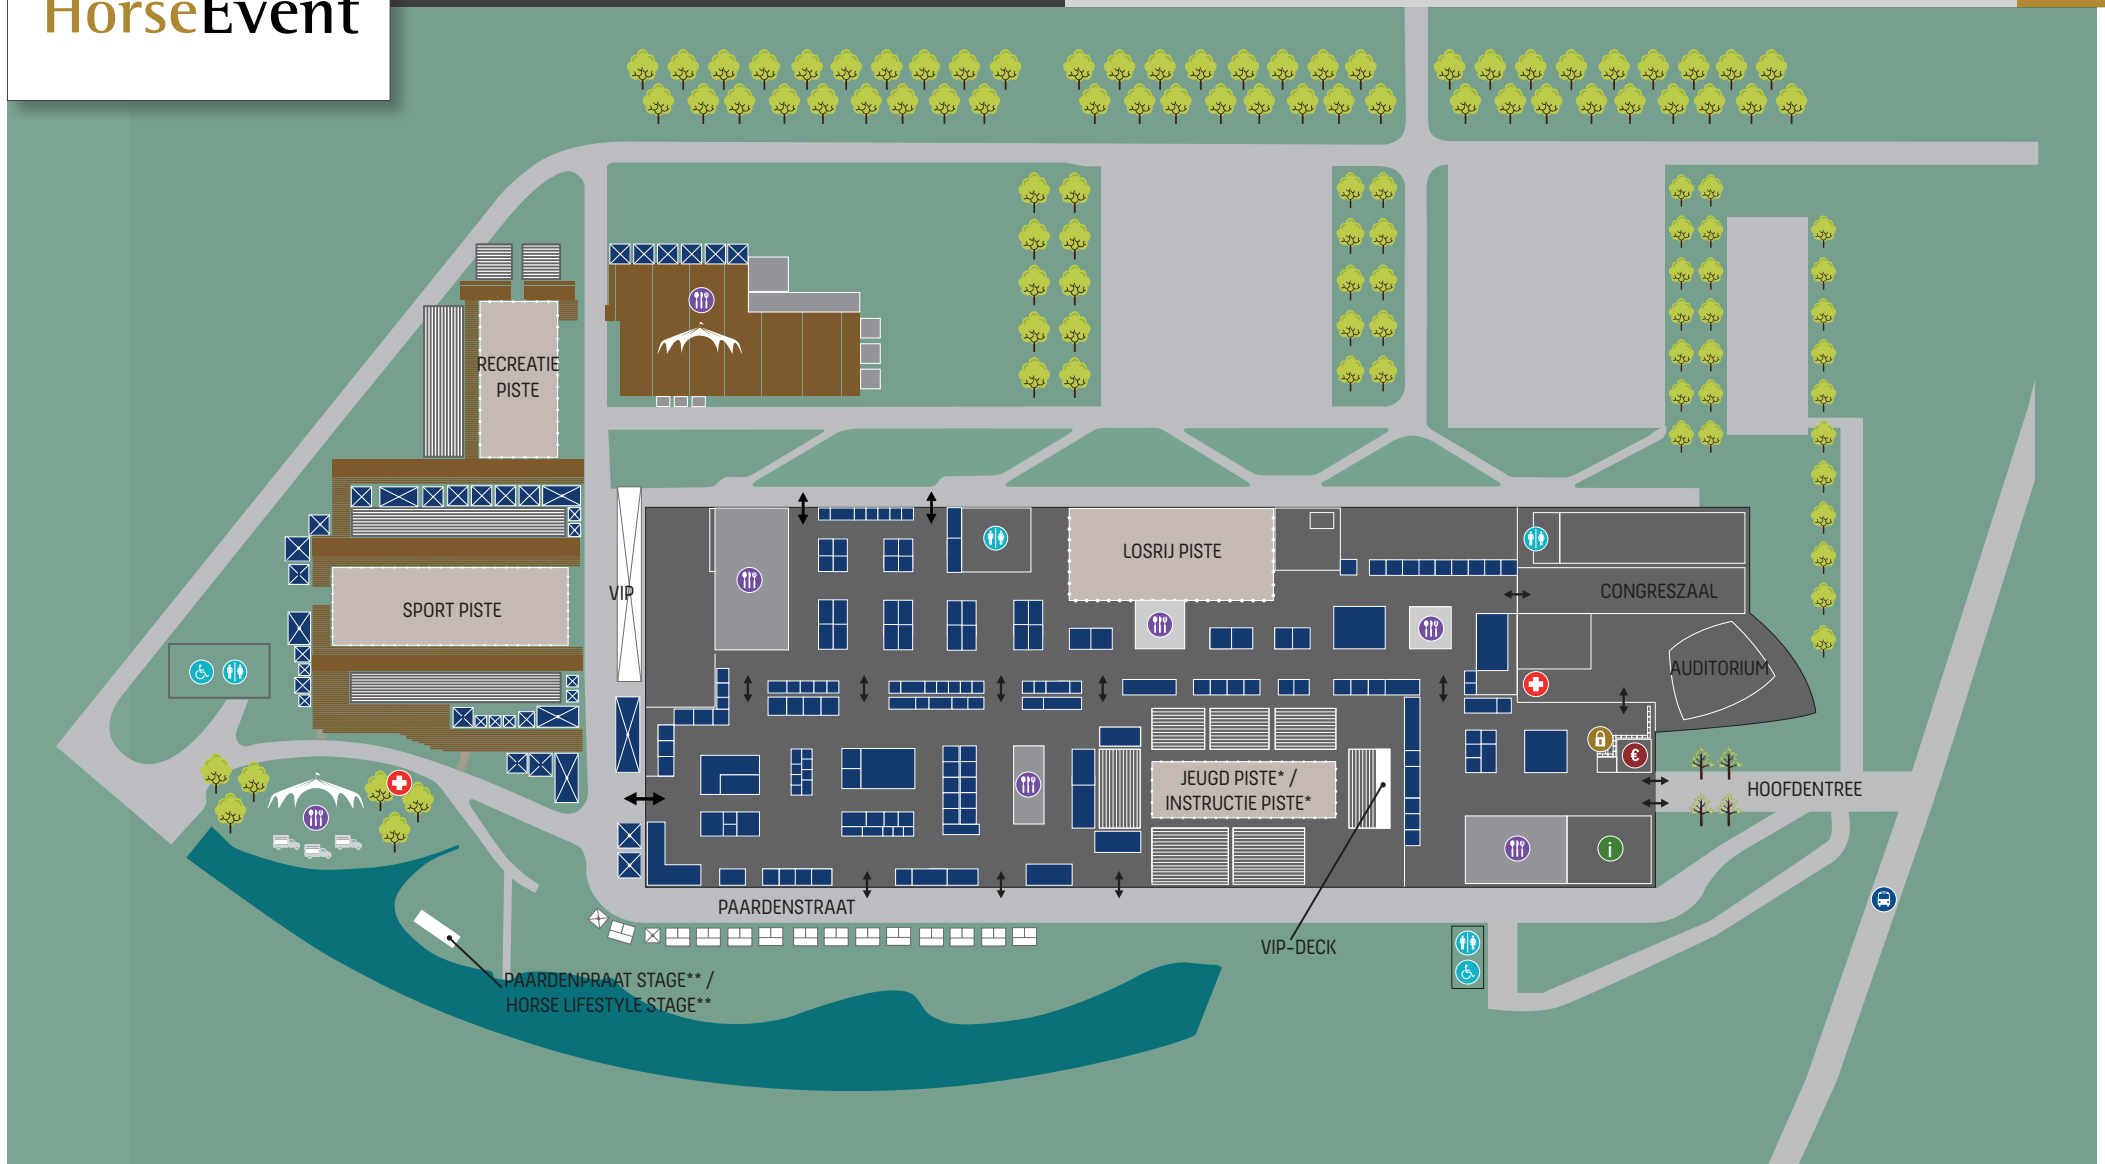 HorseEvent
RECREATIE
PISTE
LOSRIJ PISTE
CONGRESZAAL
VIP
SPORT PISTE
AUDITORIUM
€
JEUGD PISTE* /
INSTRUCTIE PISTE*
HOOFDENTREE
i
PAARDENSTRAAT
VIP-DECK
PAARDENPRAAT STAGE** /
HORSE LIFESTYLE STAGE**